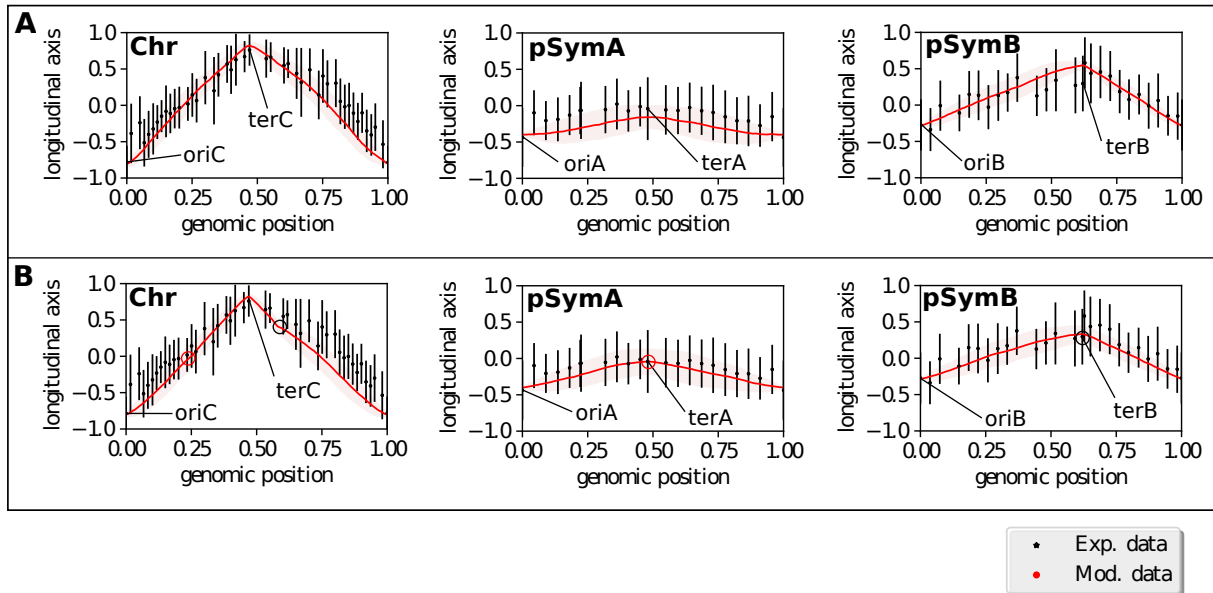 A
Chr
longitudinal axis
1.0
0.5
0.0
−0.5
−1.0
terC
oriC
0.00 0.25 0.50 0.75 1.00
genomic position
pSymA
longitudinal axis
1.0
0.5
0.0
−0.5
−1.0
oriA
terA
0.00 0.25 0.50 0.75 1.00
genomic position
pSymB
longitudinal axis
1.0
0.5
0.0
−0.5
−1.0
oriB
terB
0.00 0.25 0.50 0.75 1.00
genomic position
B
Chr
longitudinal axis
1.0
0.5
0.0
−0.5
−1.0
terC
oriC
0.00 0.25 0.50 0.75 1.00
genomic position
pSymA
longitudinal axis
1.0
0.5
0.0
−0.5
−1.0
oriA
terA
0.00 0.25 0.50 0.75 1.00
genomic position
pSymB
longitudinal axis
1.0
0.5
0.0
−0.5
−1.0
oriB
terB
0.00 0.25 0.50 0.75 1.00
genomic position
Exp. data
Mod. data